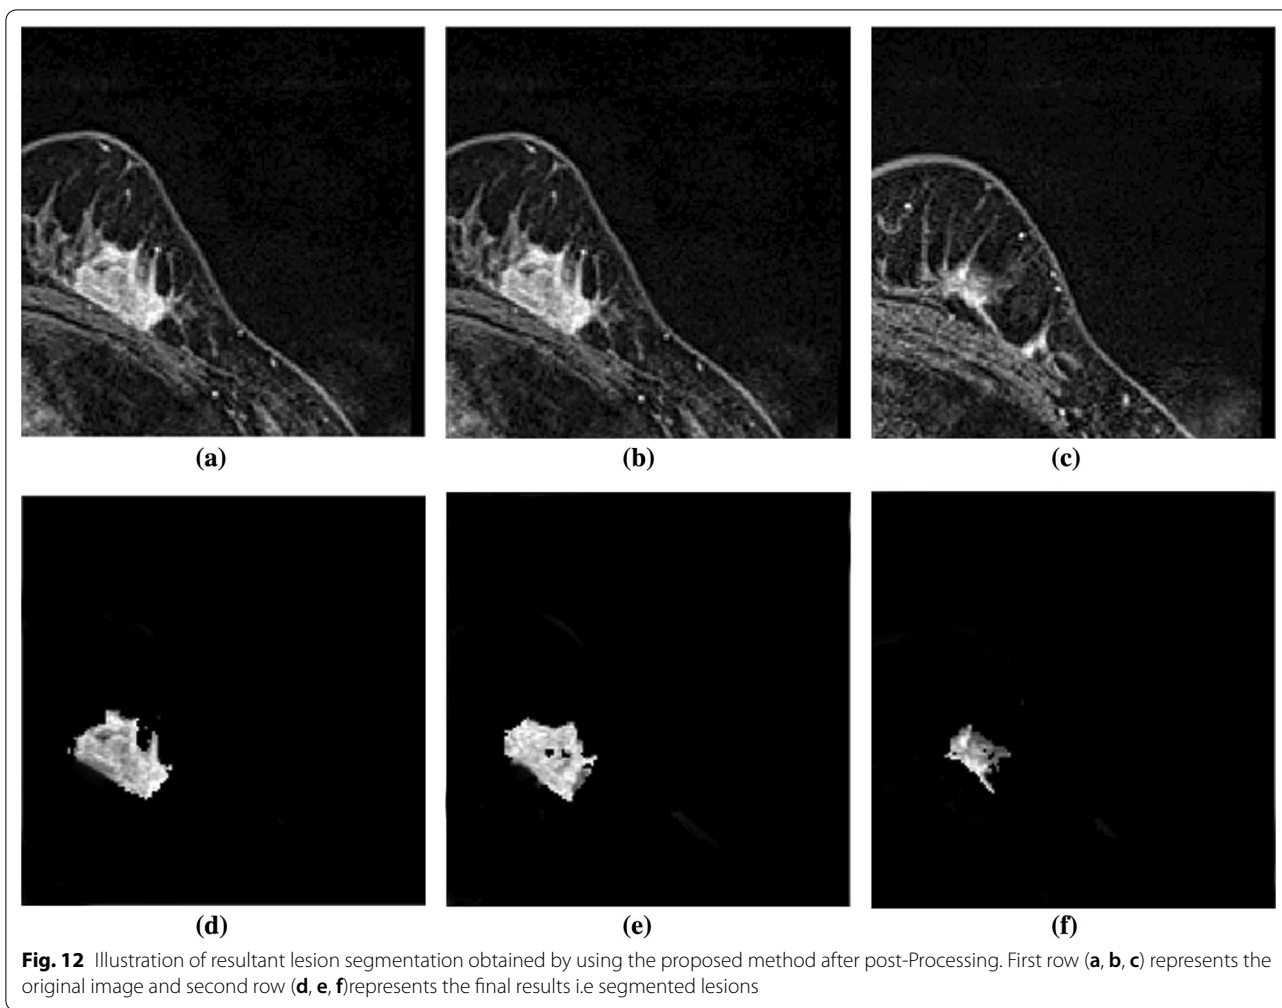 (a) (b) (c)
(d) (e) (f)
Fig. 12 Illustration of resultant lesion segmentation obtained by using the proposed method after post-Processing. First row (a, b, c) represents the
original image and second row (d, e, f)represents the final results i.e segmented lesions